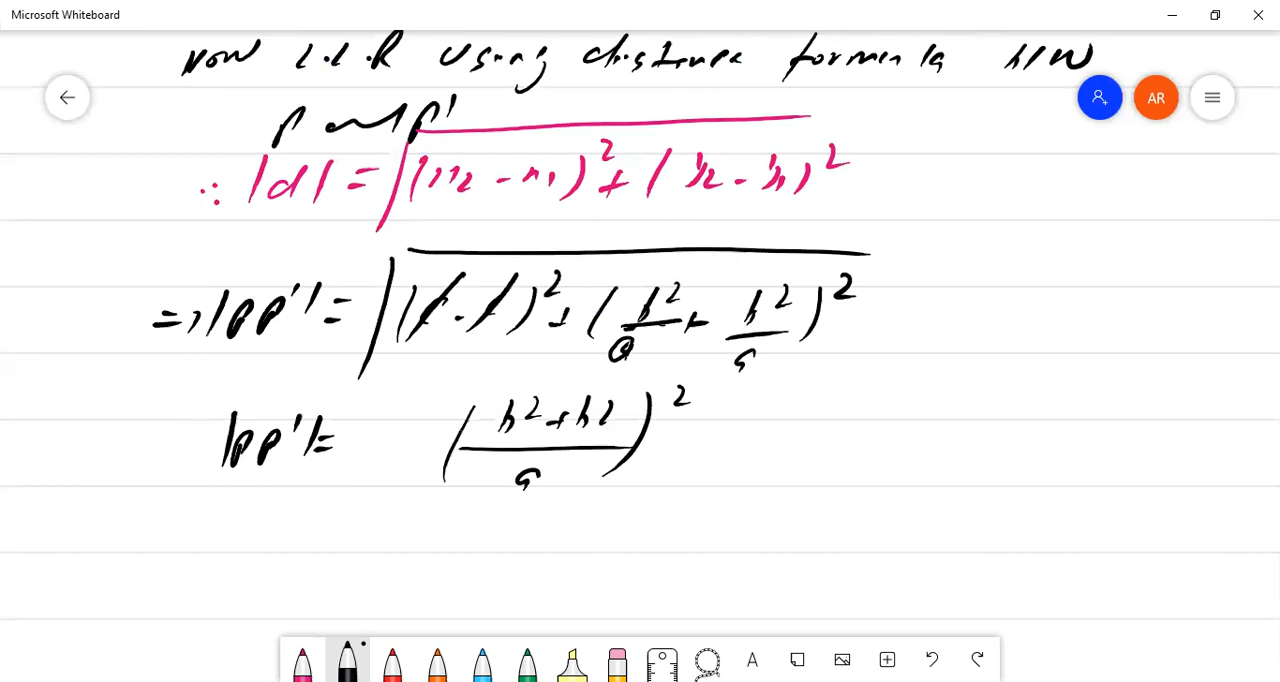 Microsoft Whiteboard
Now L.L.R using distance formula b/w
P and P'
AR
∴ |d| = √((x₂ - x₁)² + (y₂ - y₁)²)
=> |PP'| = √((c - c)² + (b²/a + b²/a)²)
|PP'| = ((b² + b²)/a)²
A